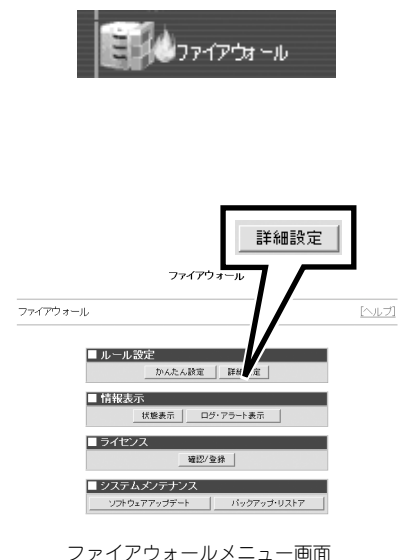 ファイアウォール
詳細設定
ファイアウォール
ファイアウォール [ヘルプ]
■ ルール設定
かんたん設定 詳細設定
■ 情報表示
状態表示 ログ・アラート表示
■ ライセンス
確認/登録
■ システムメンテナンス
ソフトウェアアップデート バックアップ・リストア
ファイアウォールメニュー画面